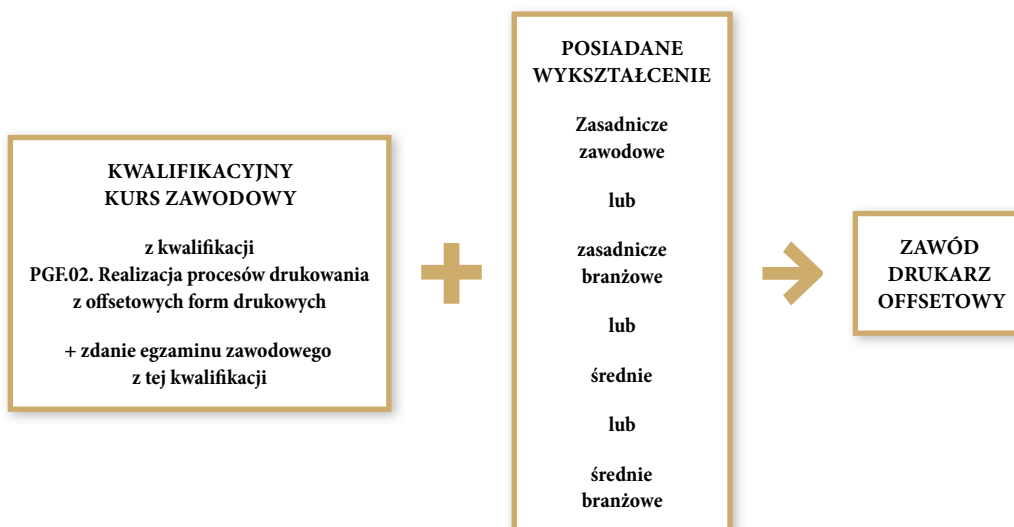 KWALIFIKACYJNY
KURS ZAWODOWY
z kwalifikacji
PGF.02. Realizacja procesów drukowania
z offsetowych form drukowych
+ zdanie egzaminu zawodowego
z tej kwalifikacji
POSIADANE
WYKSZTAŁCENIE
Zasadnicze
zawodowe
lub
zasadnicze
branżowe
lub
średnie
lub
średnie
branżowe
ZAWÓD
DRUKARZ
OFFSETOWY